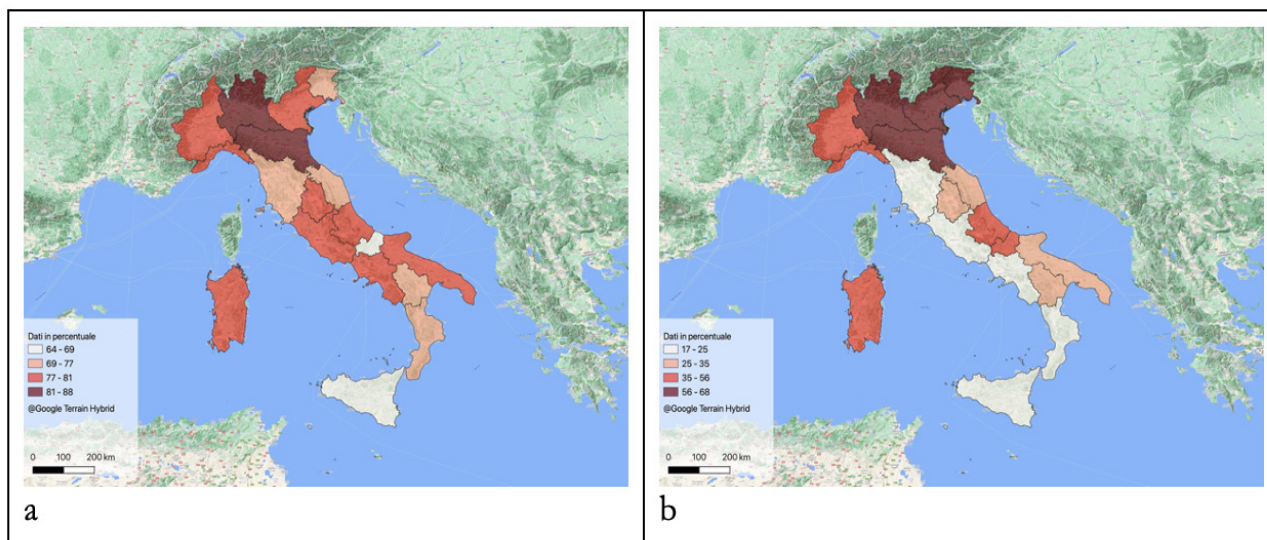 Dati in percentuale
64 - 69
69 - 77
77 - 81
81 - 88
@Google Terrain Hybrid
0 100 200 km
a
Dati in percentuale
17 - 25
25 - 35
35 - 56
56 - 68
@Google Terrain Hybrid
0 100 200 km
b